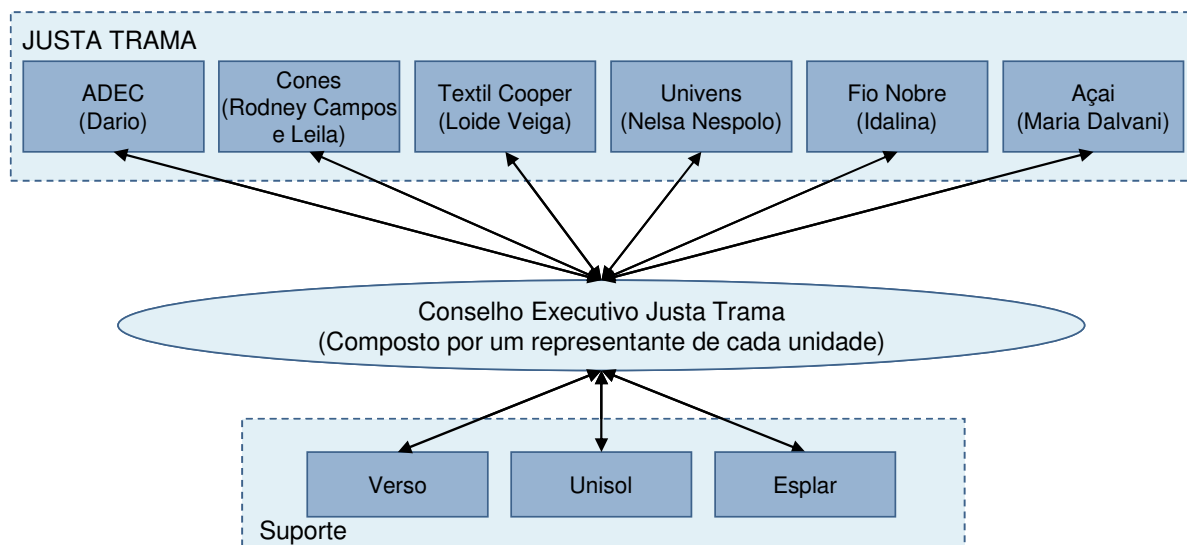 JUSTA TRAMA
ADEC
(Dario)
Cones
(Rodney Campos
e Leila)
Textil Cooper
(Loide Veiga)
Univens
(Nelsa Nespolo)
Fio Nobre
(Idalina)
Açai
(Maria Dalvani)
Conselho Executivo Justa Trama
(Composto por um representante de cada unidade)
Verso
Unisol
Esplar
Suporte